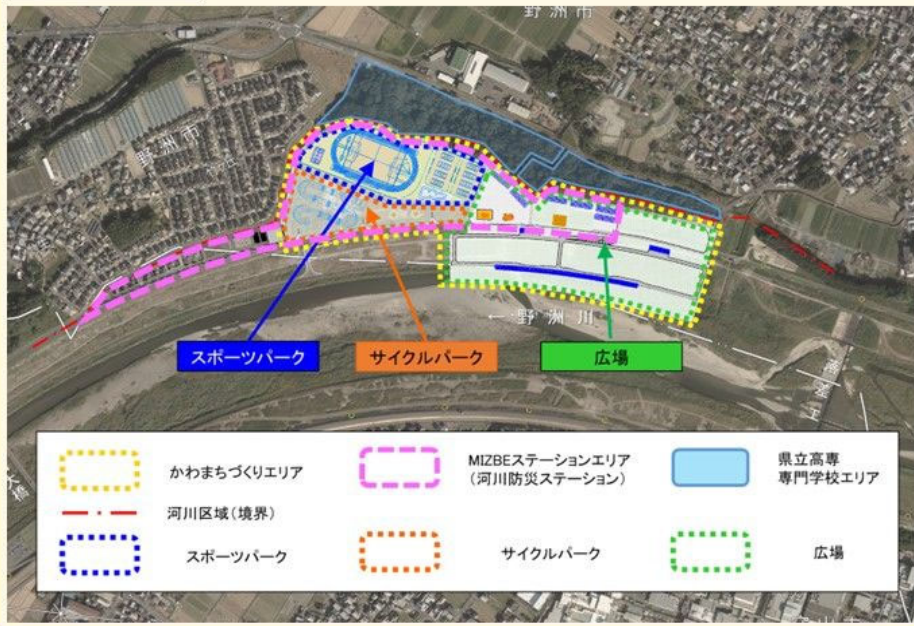 野洲市
野洲市
← 野洲川
スポーツパーク
サイクルパーク
広場
かわまちづくりエリア
MIZBEステーションエリア
(河川防災ステーション)
県立高専
専門学校エリア
河川区域(境界)
スポーツパーク
サイクルパーク
広場